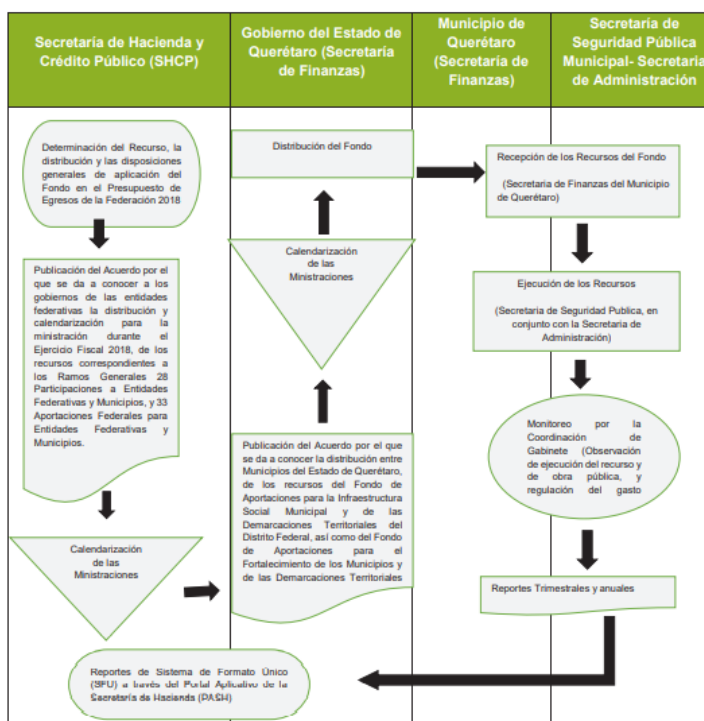 Secretaría de Hacienda y
Crédito Público (SHCP)
Gobierno del Estado de
Querétaro (Secretaría
de Finanzas)
Municipio de
Querétaro
(Secretaría de
Finanzas)
Secretaría de
Seguridad Pública
Municipal- Secretaria
de Administración
Determinación del Recurso, la
distribución y las disposiciones
generales de aplicación del
Fondo en el Presupuesto de
Egresos de la Federación 2018
Publicación del Acuerdo por el
que se da a conocer a los
gobiernos de las entidades
federativas la distribución y
calendarización para la
ministración durante el
Ejercicio Fiscal 2018, de los
recursos correspondientes a
los Ramos Generales 28
Participaciones a Entidades
Federativas y Municipios, y 33
Aportaciones Federales para
Entidades Federativas y
Municipios.
Calendarización
de las
Ministraciones
Distribución del Fondo
Calendarización
de las
Ministraciones
Publicación del Acuerdo por el que
se da a conocer la distribución entre
Municipios del Estado de Querétaro,
de los recursos del Fondo de
Aportaciones para la Infraestructura
Social Municipal y de las
Demarcaciones Territoriales del
Distrito Federal, así como del Fondo
de Aportaciones para el
Fortalecimiento de los Municipios y
de las Demarcaciones Territoriales
Recepción de los Recursos del Fondo
(Secretaria de Finanzas del Municipio
de Querétaro)
Ejecución de los Recursos
(Secretaria de Seguridad Publica, en
conjunto con la Secretaria de
Administración)
Monitoreo por la
Coordinación de
Gabinete (Observación
de ejecución del recurso y
de obra pública, y
regulación del gasto
Reportes Trimestrales y anuales
Reportes de Sistema de Formato Único
(SFU) a través del Portal Aplicativo de la
Secretaría de Hacienda (PASH)